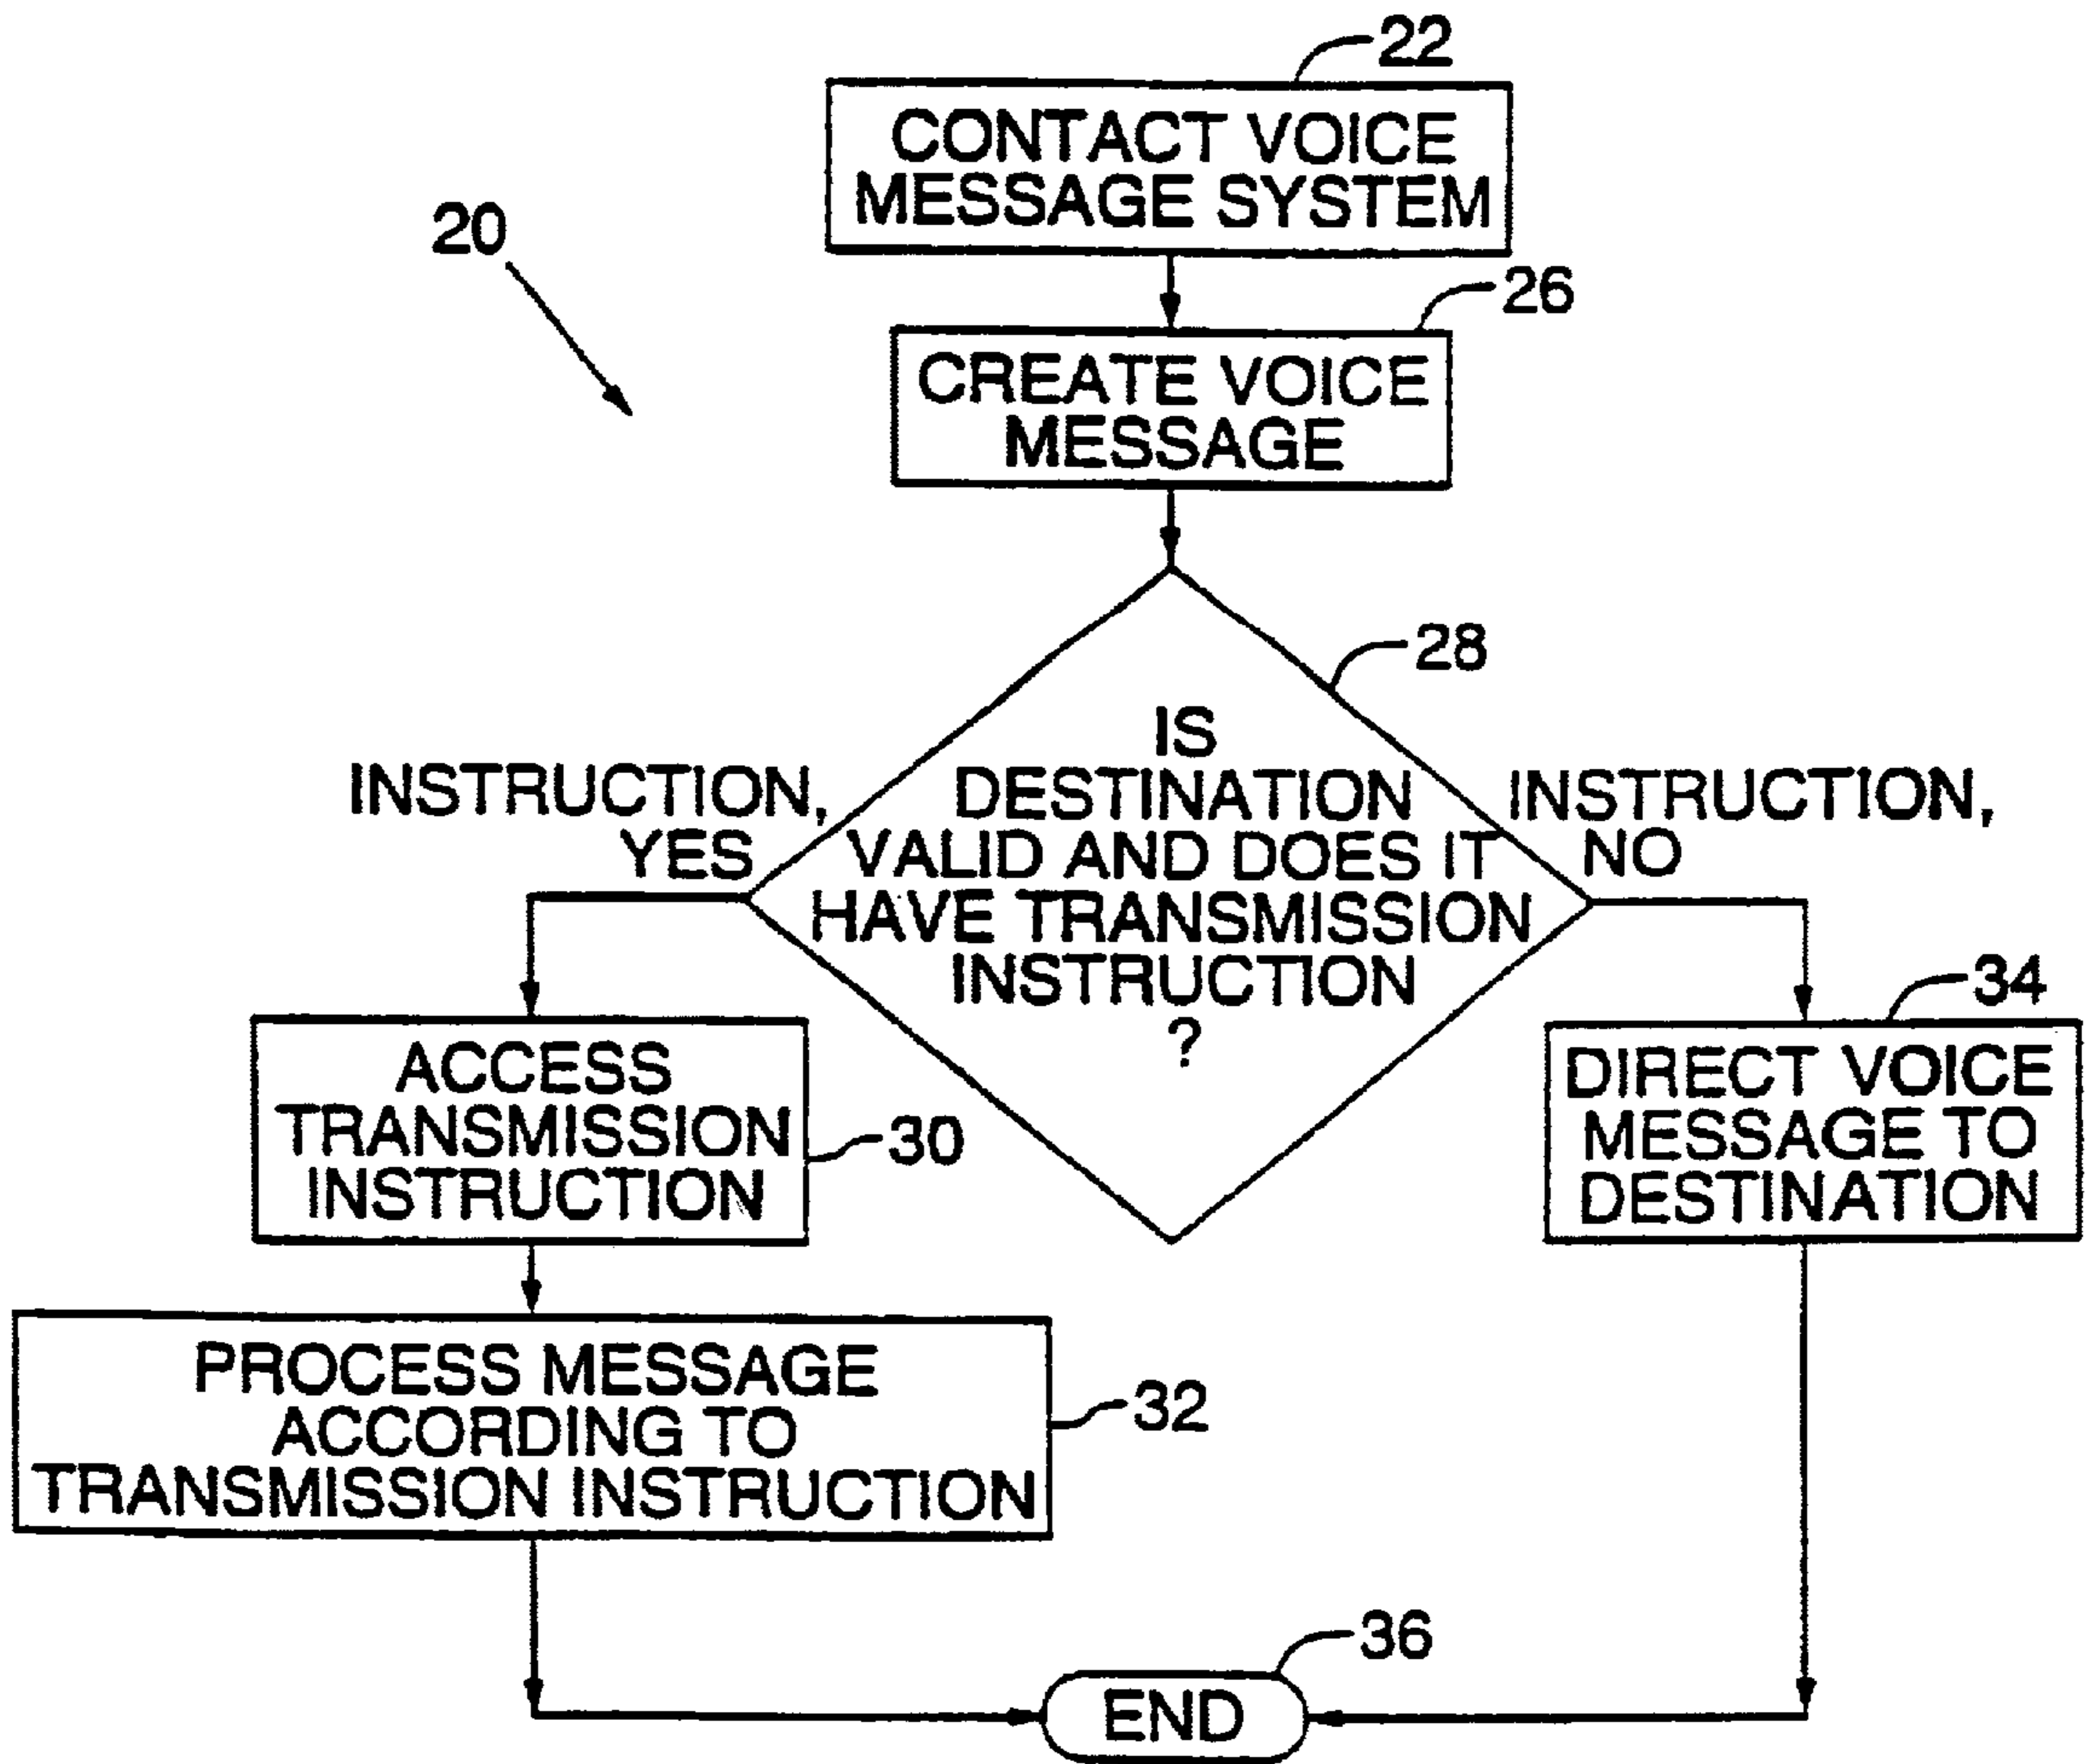 22
CONTACT VOICE
MESSAGE SYSTEM
20
26
CREATE VOICE
MESSAGE
28
IS
DESTINATION
VALID AND DOES IT
HAVE TRANSMISSION
INSTRUCTION
?
INSTRUCTION,
YES
INSTRUCTION,
NO
ACCESS
TRANSMISSION
INSTRUCTION
30
34
DIRECT VOICE
MESSAGE TO
DESTINATION
PROCESS MESSAGE
ACCORDING TO
TRANSMISSION INSTRUCTION
32
36
END